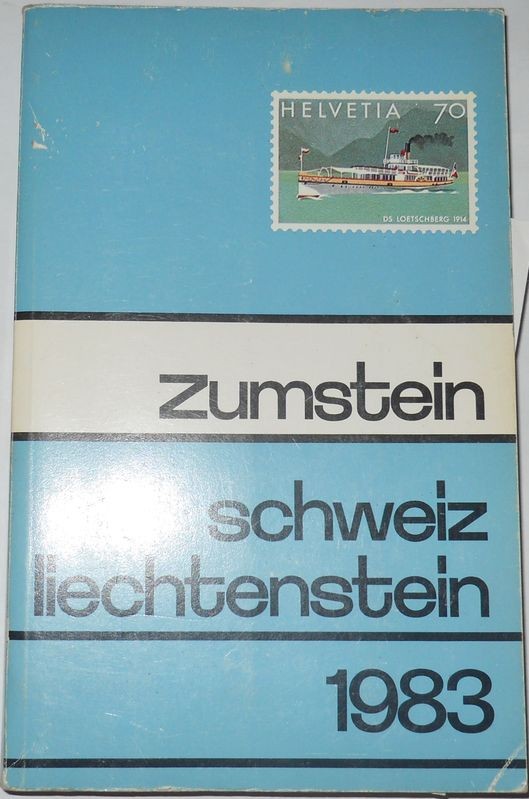 HELVETIA 70
DS LOETSCHBERG 1914
zumstein
schweiz
liechtenstein
1983